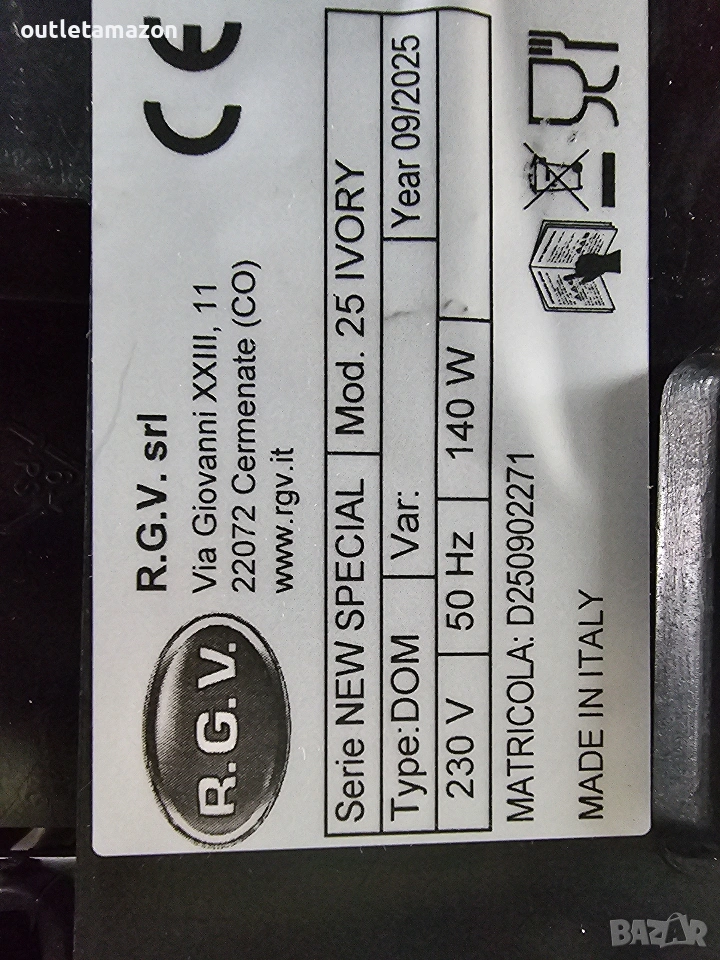 outletamazon
CE
R.G.V.
R.G.V. srl
Via Giovanni XXIII, 11
22072 Cermenate (CO)
www.rgv.it
Serie NEW SPECIAL Mod. 25 IVORY
Type:DOM Var: Year 09/2025
230 V 50 Hz 140 W
MATRICOLA: D250902271
MADE IN ITALY
BAZAR